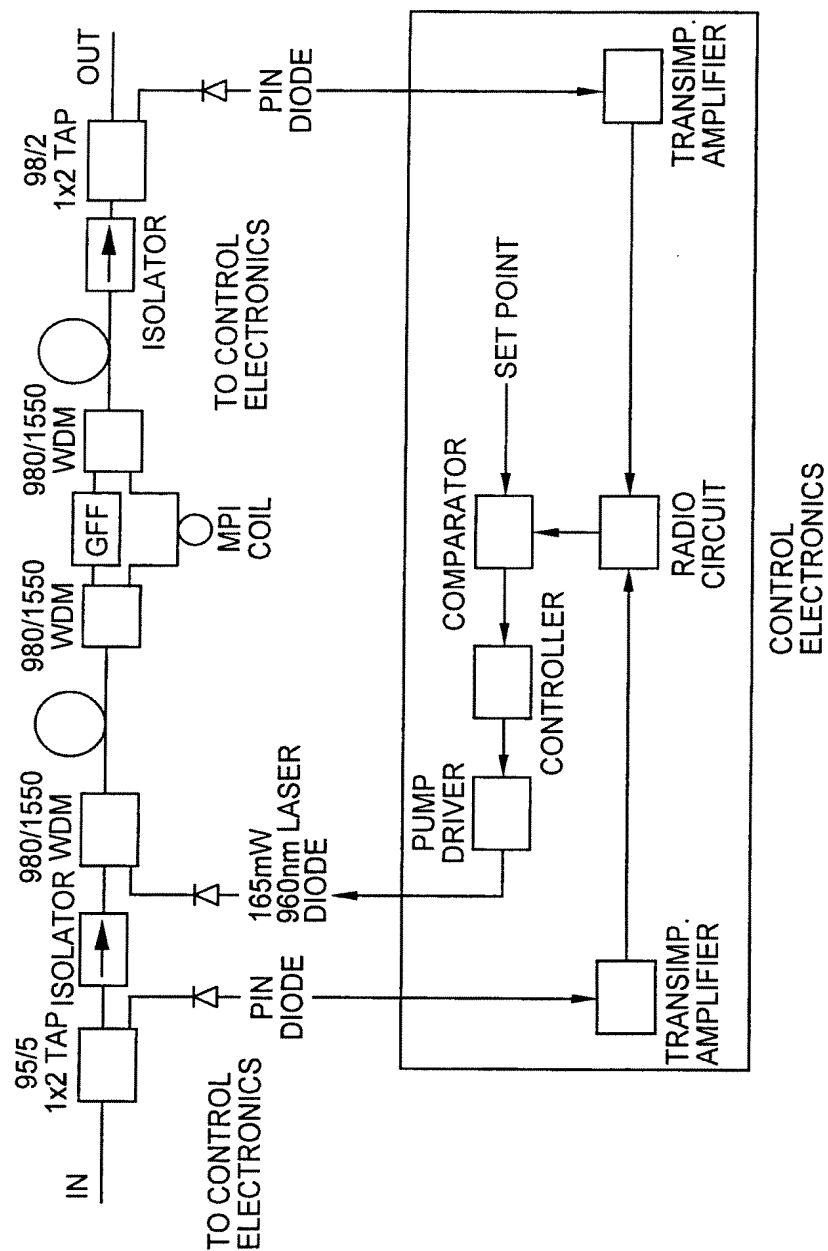 IN
95/5
1x2 TAP
ISOLATOR
980/1550
WDM
980/1550
WDM
GFF
MPI
COIL
980/1550
WDM
ISOLATOR
98/2
1x2 TAP
OUT
TO CONTROL
ELECTRONICS
PIN
DIODE
165mW
960nm LASER
DIODE
TO CONTROL
ELECTRONICS
PIN
DIODE
PUMP
DRIVER
CONTROLLER
COMPARATOR
SET POINT
TRANSIMP.
AMPLIFIER
RADIO
CIRCUIT
TRANSIMP.
AMPLIFIER
CONTROL
ELECTRONICS